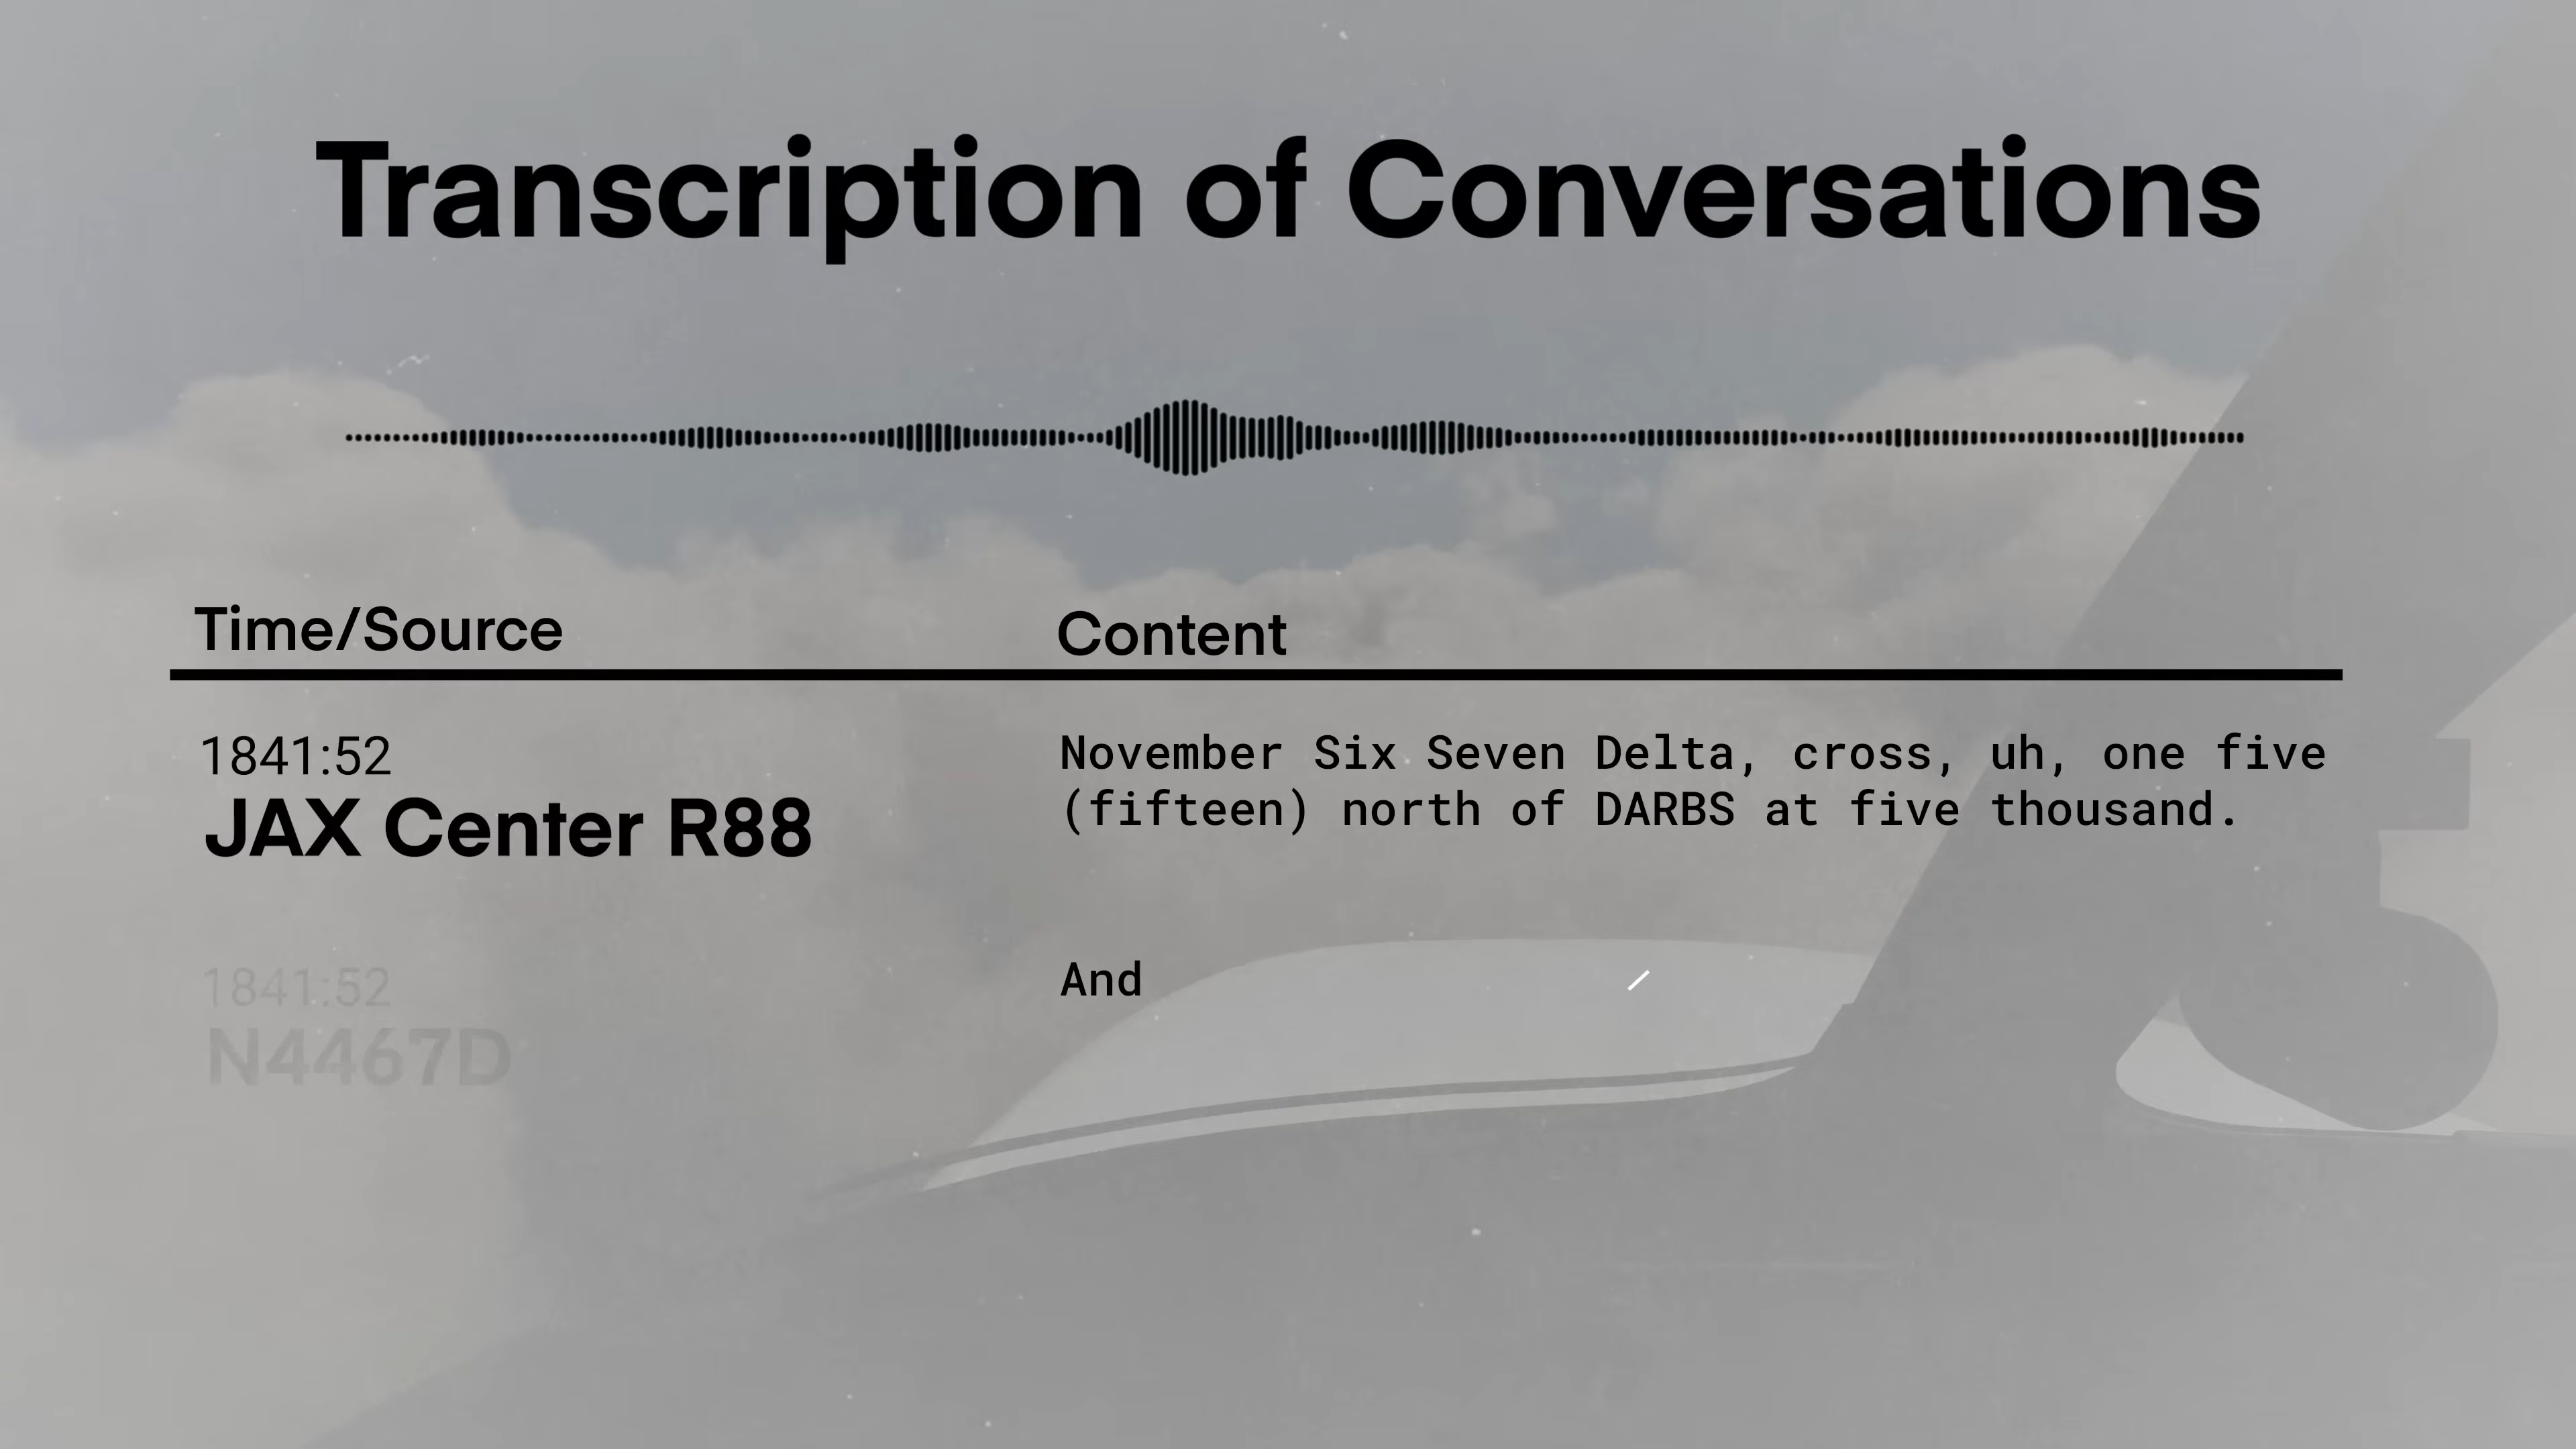 Transcription of Conversations
Time/Source
Content
1841:52
JAX Center R88
November Six Seven Delta, cross, uh, one five
(fifteen) north of DARBS at five thousand.
1841:52
N4467D
And